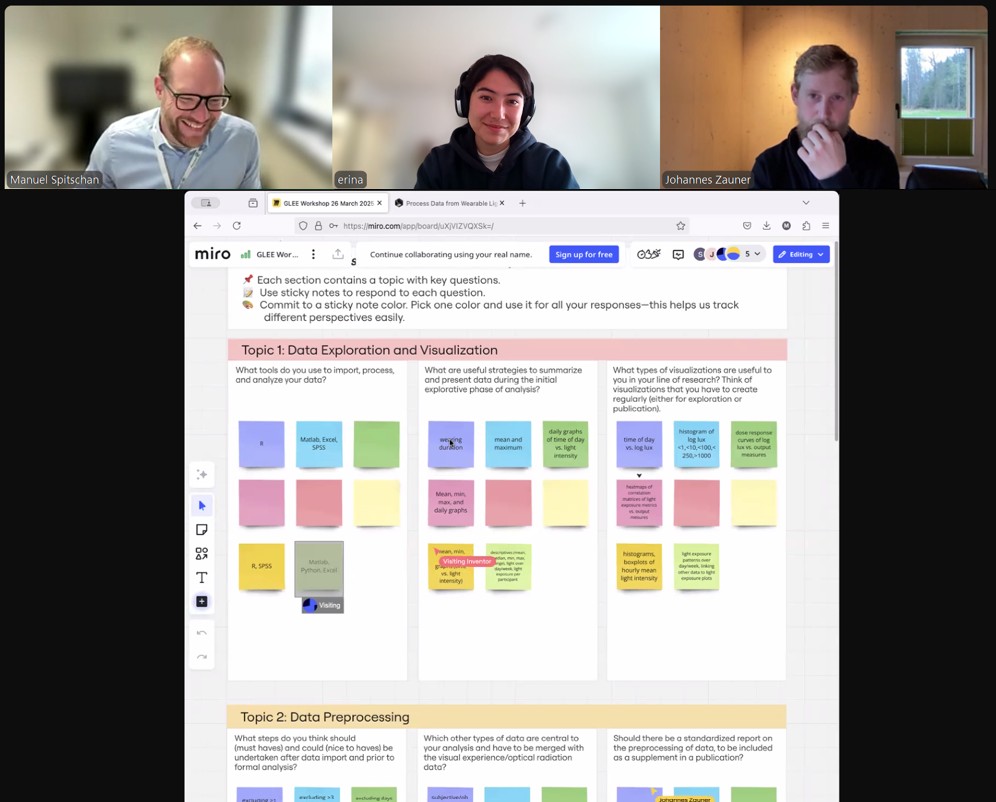 Manuel Spitschan
erina
Johannes Zauner
GLEE Workshop 26 March 2025
Process Data from Wearable Li
https://miro.com/app/board/uXjVIZVQXSk=/
miro
GLEE Wor...
Continue collaborating using your real name.
Sign up for free
5
Editing
Each section contains a topic with key questions.
Use sticky notes to respond to each question.
Commit to a sticky note color. Pick one color and use it for all your responses—this helps us track
different perspectives easily.
Topic 1: Data Exploration and Visualization
What tools do you use to import, process,
and analyze your data?
R
Matlab, Excel,
SPSS
R, SPSS
Matlab,
Python, Excel
Visiting
What are useful strategies to summarize
and present data during the initial
explorative phase of analysis?
wearing
duration
mean and
maximum
daily graphs
of time of day
vs. light
intensity
Mean, min,
max, and
daily graphs
mean, min,
vs. light
intensity)
Visiting Inventor
light over
day/week, light
exposure per
participant
What types of visualizations are useful to
you in your line of research? Think of
visualizations that you have to create
regularly (either for exploration or
publication).
time of day
vs. log lux
histogram of
log lux
<1,<10,<100,<
250,>1000
dose response
curves of log
lux vs. output
measures
heatmaps of
correlation
matrices of light
exposure metrics
vs. output
measures
histograms,
boxplots of
hourly mean
light intensity
light exposure
patterns over
day/week, linking
other data to light
exposure plots
Topic 2: Data Preprocessing
What steps do you think should
(must haves) and could (nice to haves) be
undertaken after data import and prior to
formal analysis?
excluding >3
excluding days
Which other types of data are central to
your analysis and have to be merged with
the visual experience/optical radiation
data?
Should there be a standardized report on
the preprocessing of data, to be included
as a supplement in a publication?
Johannes Zauner